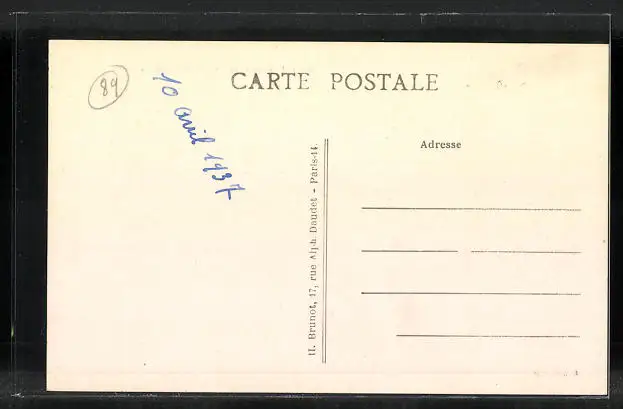 89
CARTE POSTALE
10 avril 1937
Adresse
H. Brunot, 17, rue Alph. Daudet - Paris-14.